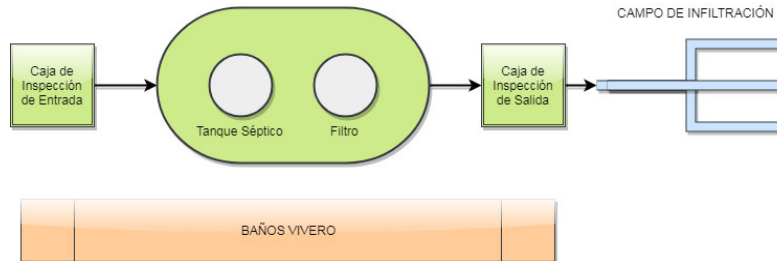 CAMPO DE INFILTRACIÓN
Caja de
Inspección
de Entrada
Tanque Séptico
Filtro
Caja de
Inspección
de Salida
BAÑOS VIVERO